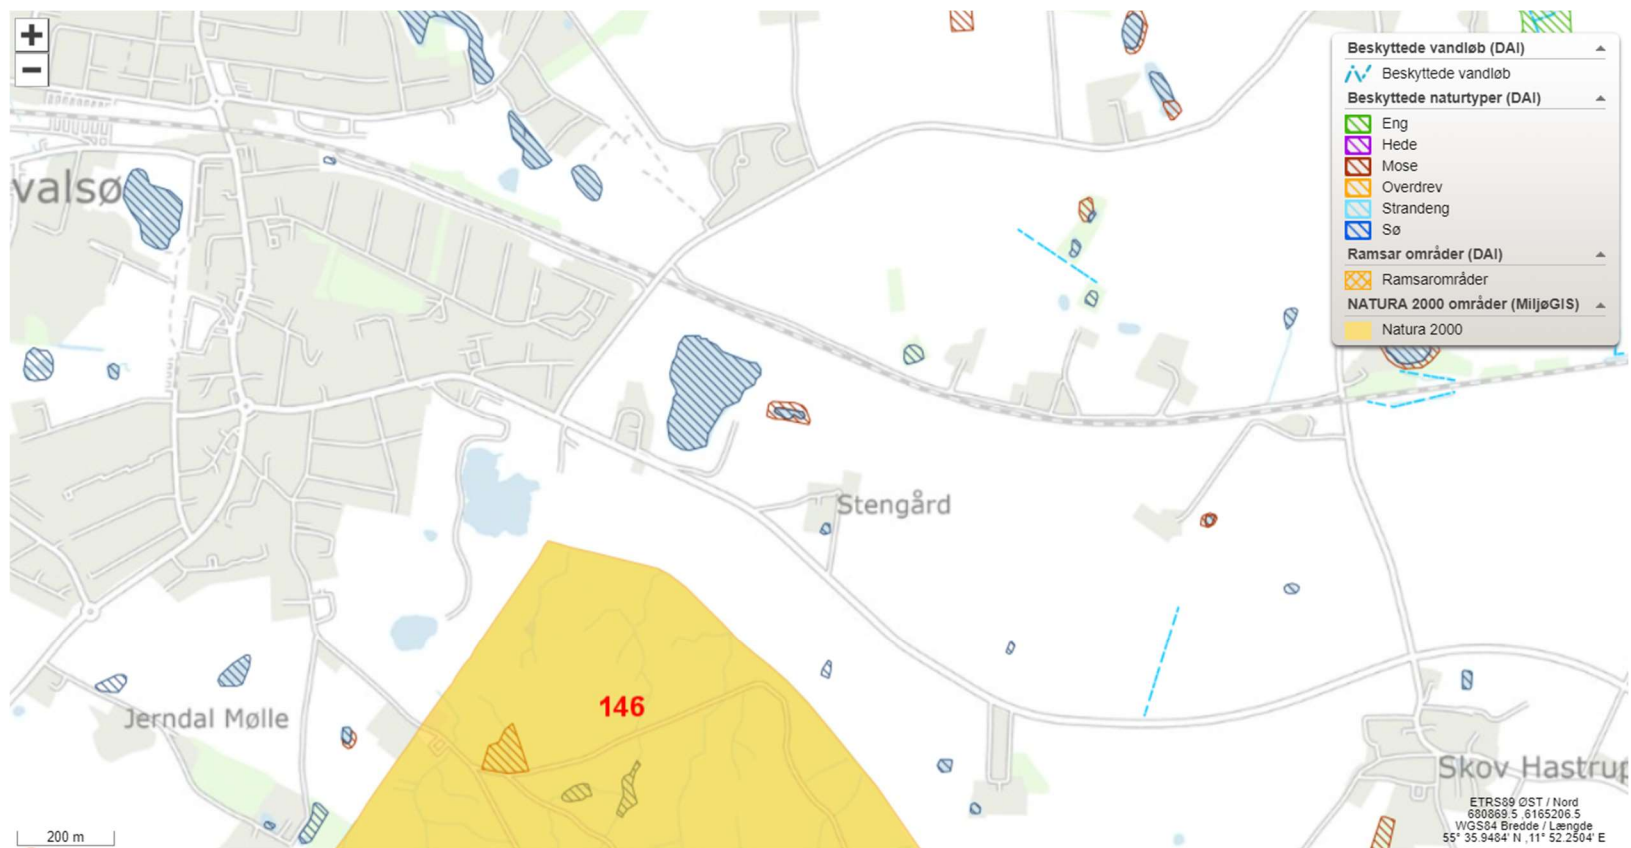 +
−
valsø
Stengård
146
Jerndal Mølle
Skov Hastrup
200 m
Beskyttede vandløb (DAI)
Beskyttede vandløb
Beskyttede naturtyper (DAI)
Eng
Hede
Mose
Overdrev
Strandeng
Sø
Ramsar områder (DAI)
Ramsarområder
NATURA 2000 områder (MiljøGIS)
Natura 2000
ETRS89 ØST / Nord
680869.5 ,6165206.5
WGS84 Bredde / Længde
55° 35.9484' N ,11° 52.2504' E